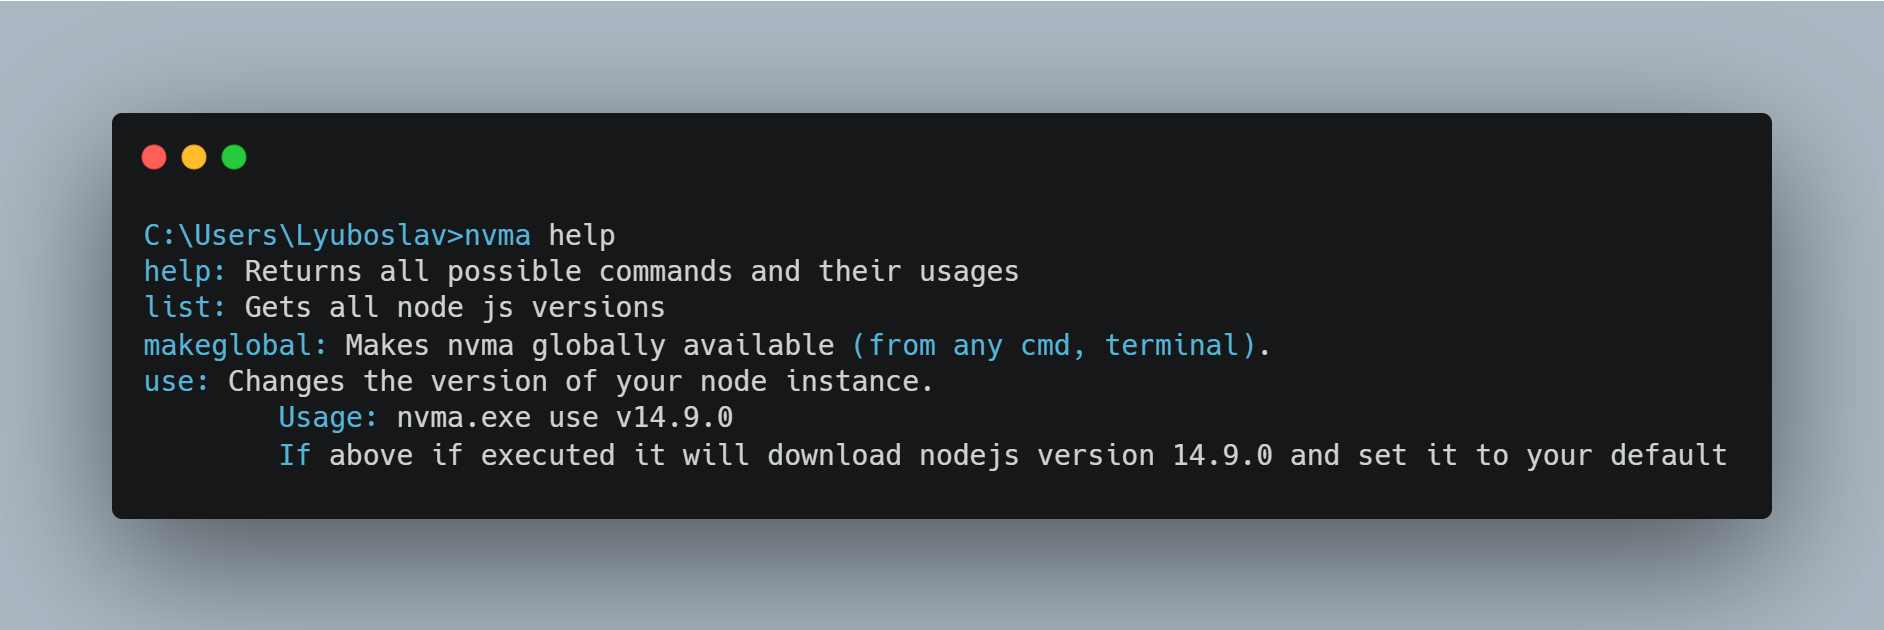 C:\Users\Lyuboslav>nvma help
help: Returns all possible commands and their usages
list: Gets all node js versions
makeglobal: Makes nvma globally available (from any cmd, terminal).
use: Changes the version of your node instance.
Usage: nvma.exe use v14.9.0
If above if executed it will download nodejs version 14.9.0 and set it to your default